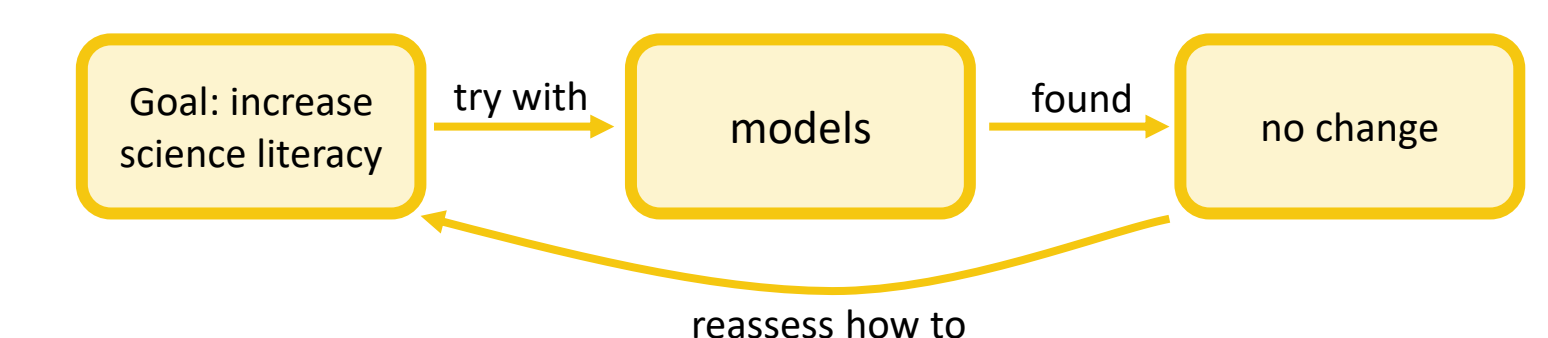 Goal: increase
science literacy
try with
models
found
no change
reassess how to